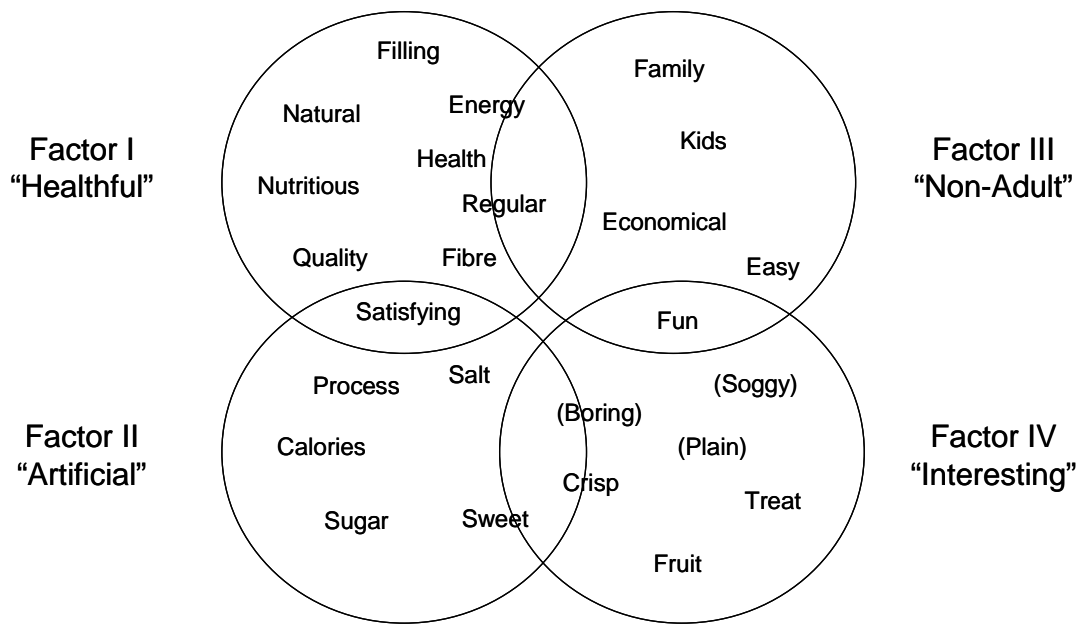 Factor I
“Healthful”
Filling
Natural
Energy
Health
Nutritious
Regular
Quality
Fibre
Satisfying
Factor III
“Non-Adult”
Family
Kids
Economical
Easy
Fun
Factor II
“Artificial”
Process
Salt
Calories
Sugar
Sweet
Factor IV
“Interesting”
(Soggy)
(Boring)
(Plain)
Crisp
Treat
Fruit